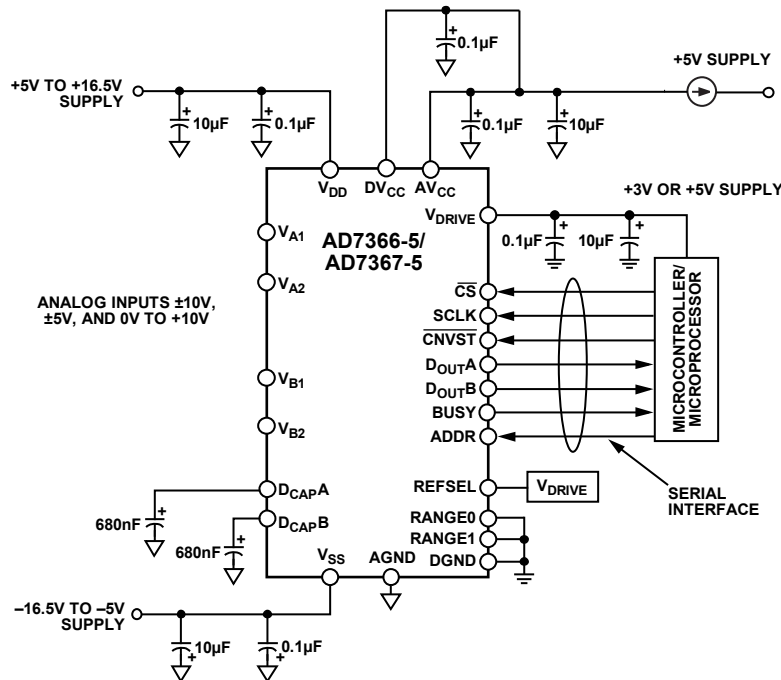 +
0.1µF
+5V SUPPLY
+5V TO +16.5V
SUPPLY
+
10µF
+
0.1µF
+
0.1µF
+
10µF
V_DD
DV_CC
AV_CC
+3V OR +5V SUPPLY
V_DRIVE
+
0.1µF
+
10µF
V_A1
AD7366-5/
AD7367-5
V_A2
ANALOG INPUTS ±10V,
±5V, AND 0V TO +10V
C̅S̅
SCLK
C̅N̅V̅S̅T̅
D_OUTA
D_OUTB
BUSY
ADDR
MICROCONTROLLER/
MICROPROCESSOR
V_B1
V_B2
D_CAPA
D_CAPB
+
680nF
+
680nF
REFSEL
V_DRIVE
SERIAL
INTERFACE
RANGE0
RANGE1
DGND
V_SS
AGND
–16.5V TO –5V
SUPPLY
10µF
+
0.1µF
+